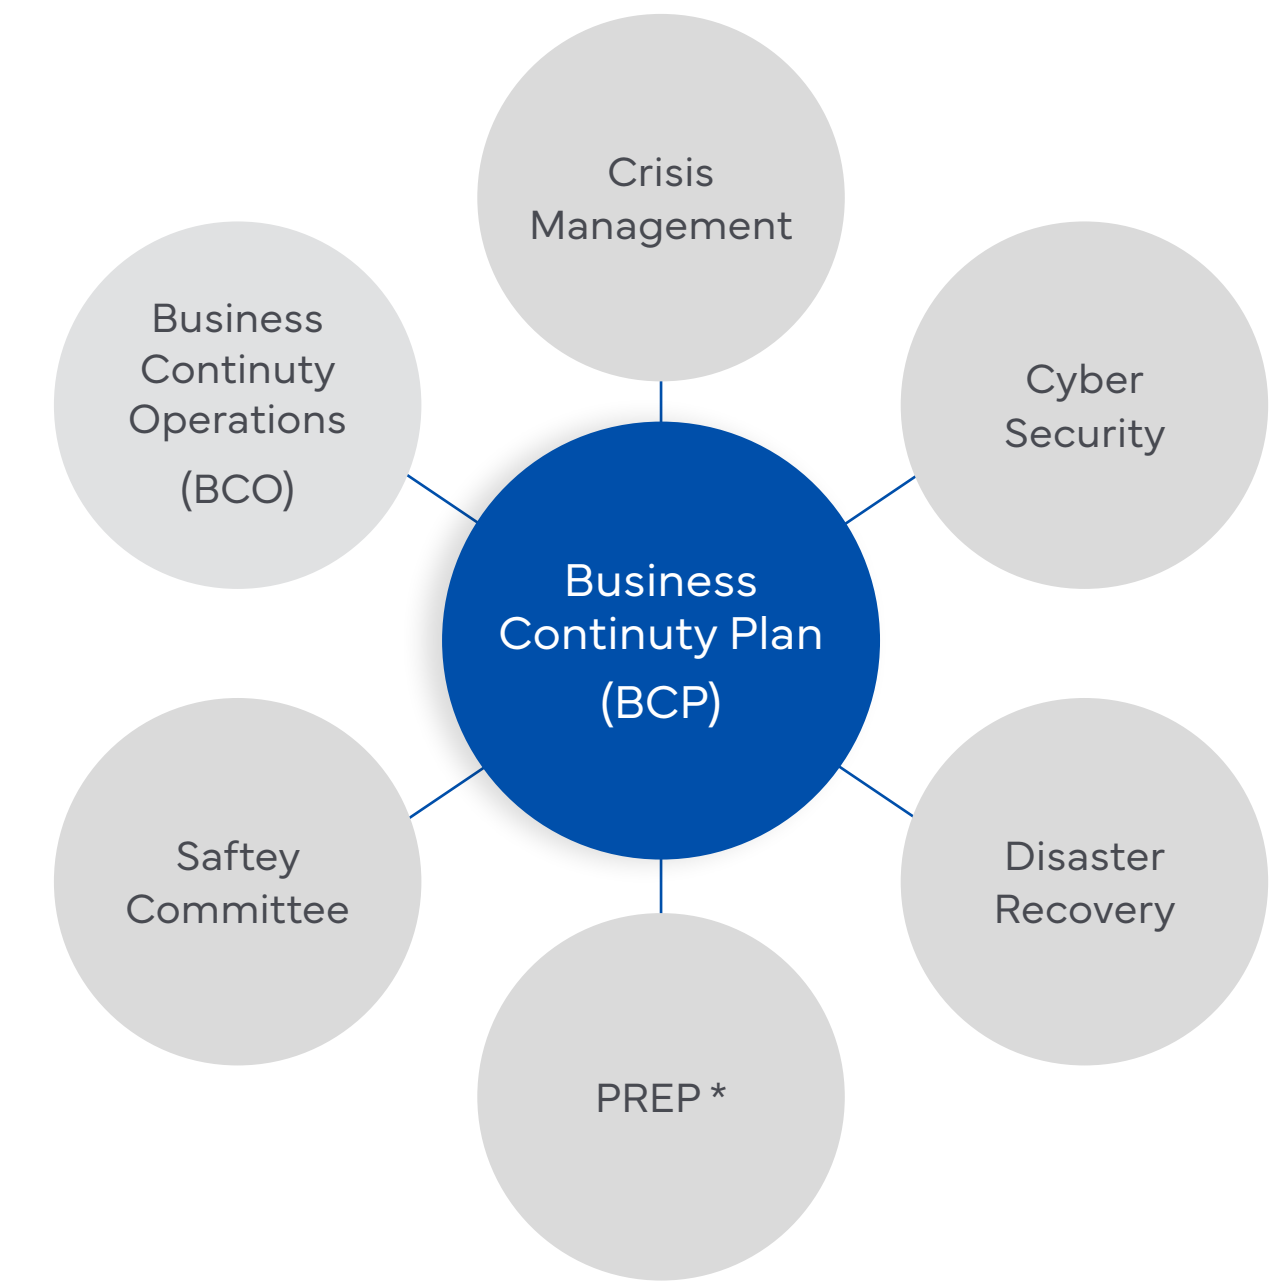 Crisis
Management
Business
Continuty
Operations
(BCO)
Cyber
Security
Business
Continuty Plan
(BCP)
Saftey
Committee
Disaster
Recovery
PREP *